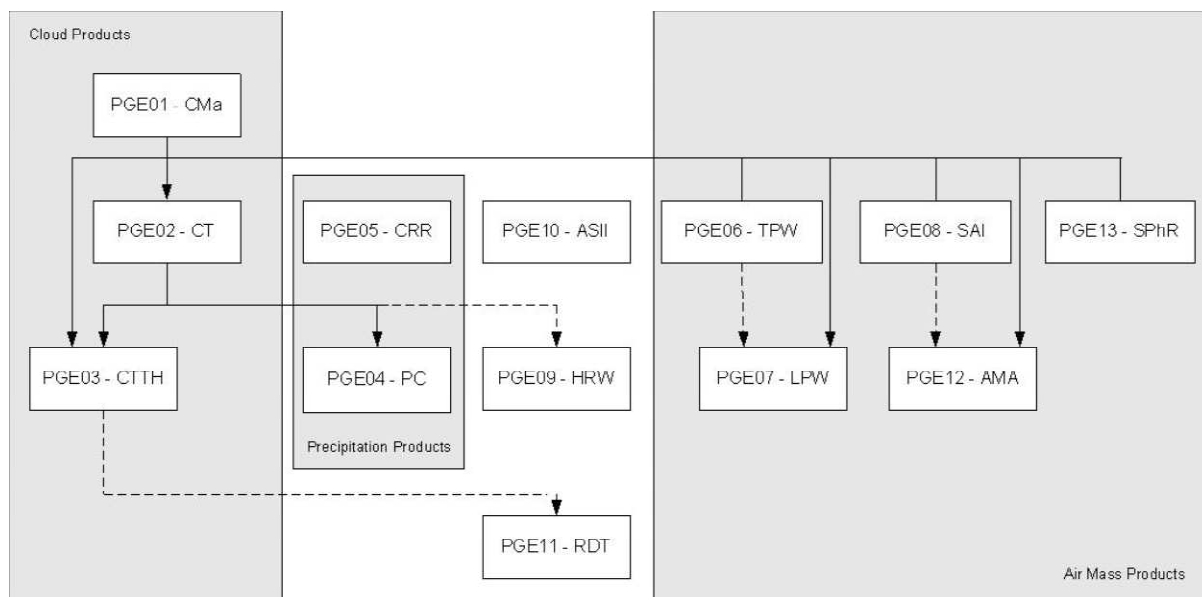 Cloud Products
PGE01 - CMa
PGE02 - CT
PGE05 - CRR
PGE10 - ASII
PGE06 - TPW
PGE08 - SAI
PGE13 - SPhR
PGE03 - CTTH
PGE04 - PC
PGE09 - HRW
PGE07 - LPW
PGE12 - AMA
Precipitation Products
PGE11 - RDT
Air Mass Products